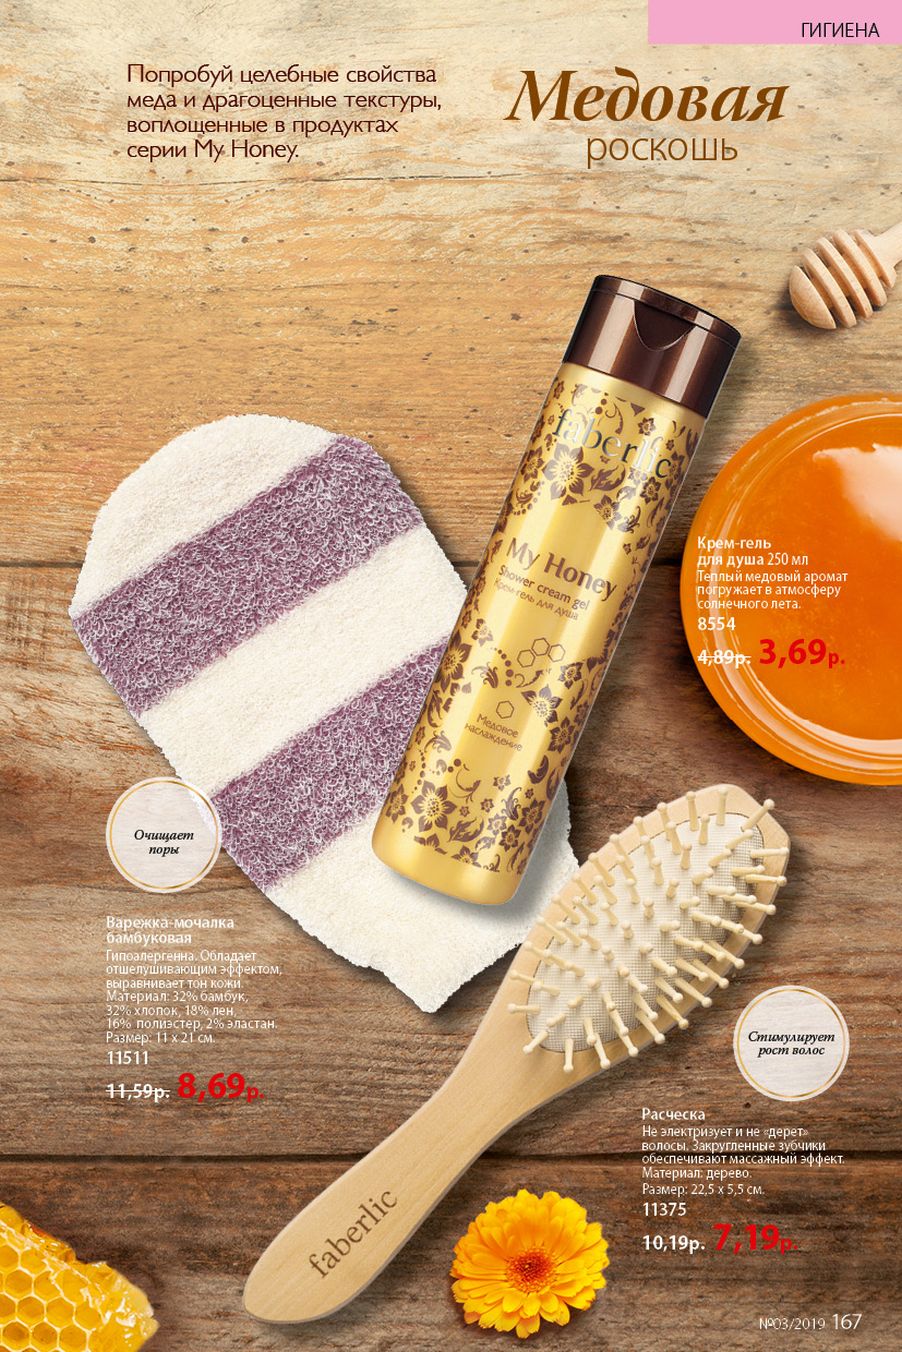 ГИГИЕНА
Попробуй целебные свойства
меда и драгоценные текстуры,
воплощенные в продуктах
серии My Honey.
Медовая
роскошь
faberlic
My Honey
Shower cream gel
Крем-гель для душа
Медовое
наслаждение
Крем-гель
для душа 250 мл
Теплый медовый аромат
погружает в атмосферу
солнечного лета.
8554
4,89р. 3,69р.
Очищает
поры
Варежка-мочалка
бамбуковая
Гипоалергенна. Обладает
отшелушивающим эффектом,
выравнивает тон кожи.
Материал: 32% бамбук,
32% хлопок, 18% лен,
16% полиэстер, 2% эластан.
Размер: 11 х 21 см.
11511
11,59р. 8,69р.
Стимулирует
рост волос
Расческа
Не электризует и не «дерет»
волосы. Закругленные зубчики
обеспечивают массажный эффект.
Материал: дерево.
Размер: 22,5 х 5,5 см.
11375
10,19р. 7,19р.
faberlic
№03/2019 167